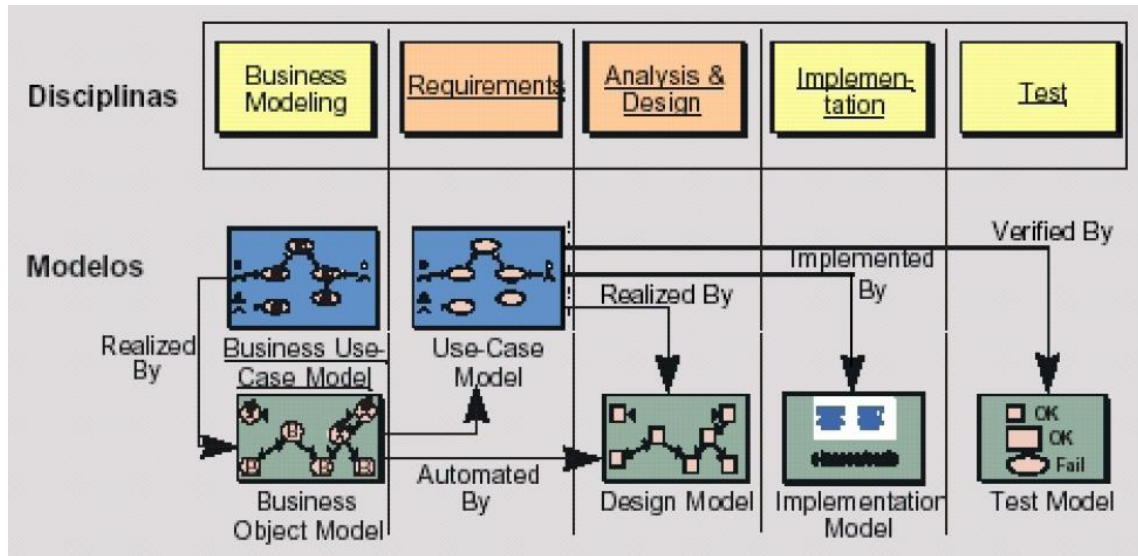 Disciplinas
Business
Modeling
Requirements
Analysis &
Design
Implemen-
tation
Test
Modelos
Verified By
Implemented
By
Realized By
Realized
By
Business Use-
Case Model
Use-Case
Model
Automated
By
OK
OK
Fail
Business
Object Model
Design Model
Implementation
Model
Test Model